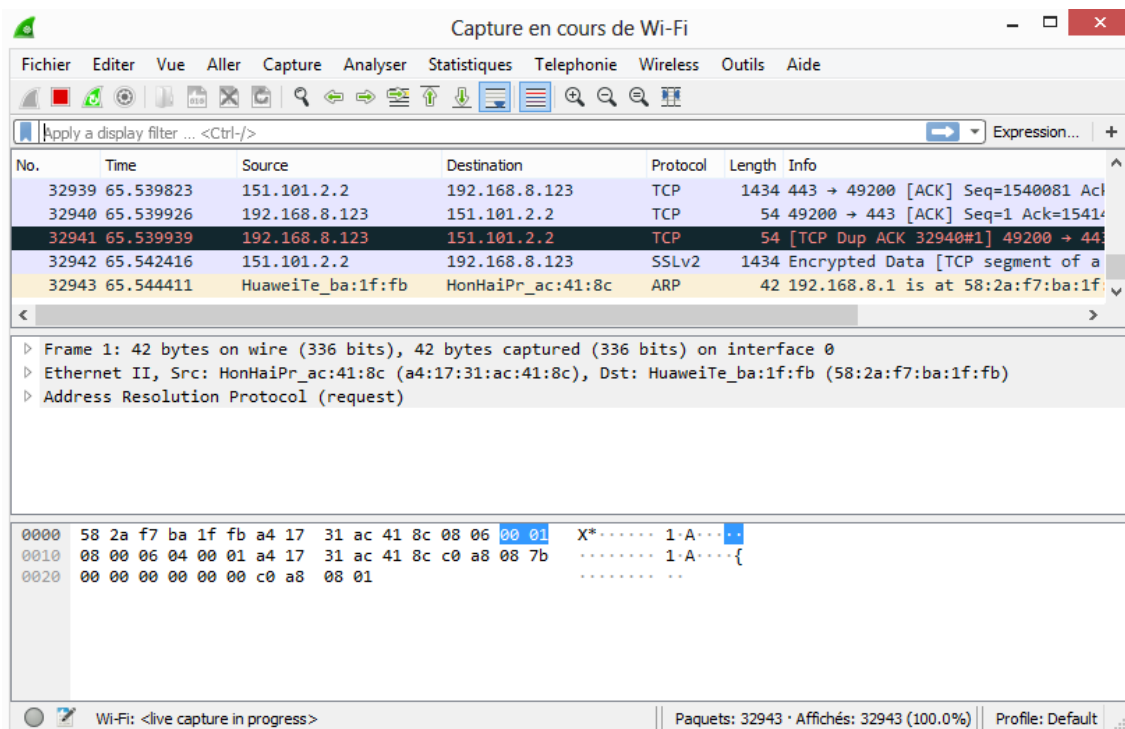 Capture en cours de Wi-Fi
Fichier Editer Vue Aller Capture Analyser Statistiques Telephonie Wireless Outils Aide
Apply a display filter ... <Ctrl-/> Expression... +
No. Time Source Destination Protocol Length Info
32939 65.539823 151.101.2.2 192.168.8.123 TCP 1434 443 → 49200 [ACK] Seq=1540081 Ack
32940 65.539926 192.168.8.123 151.101.2.2 TCP 54 49200 → 443 [ACK] Seq=1 Ack=15414
32941 65.539939 192.168.8.123 151.101.2.2 TCP 54 [TCP Dup ACK 32940#1] 49200 → 443
32942 65.542416 151.101.2.2 192.168.8.123 SSLv2 1434 Encrypted Data [TCP segment of a
32943 65.544411 HuaweiTe_ba:1f:fb HonHaiPr_ac:41:8c ARP 42 192.168.8.1 is at 58:2a:f7:ba:1f:
Frame 1: 42 bytes on wire (336 bits), 42 bytes captured (336 bits) on interface 0
Ethernet II, Src: HonHaiPr_ac:41:8c (a4:17:31:ac:41:8c), Dst: HuaweiTe_ba:1f:fb (58:2a:f7:ba:1f:fb)
Address Resolution Protocol (request)
0000 58 2a f7 ba 1f fb a4 17 31 ac 41 8c 08 06 00 01 X*······ 1·A·····
0010 08 00 06 04 00 01 a4 17 31 ac 41 8c c0 a8 08 7b ········ 1·A····{
0020 00 00 00 00 00 00 c0 a8 08 01 ········ ··
Wi-Fi: <live capture in progress> Paquets: 32943 · Affichés: 32943 (100.0%) Profile: Default